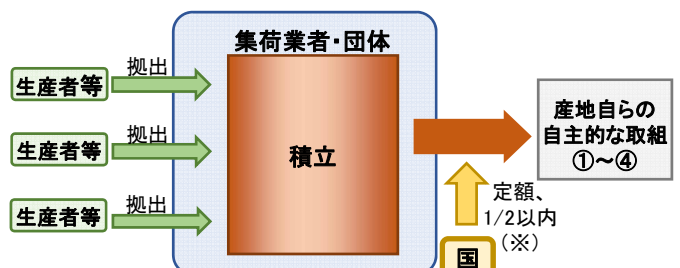 集荷業者・団体
生産者等
拠出
生産者等
拠出
生産者等
拠出
積立
産地自らの
自主的な取組
①～④
定額、
1/2以内
（※）
国